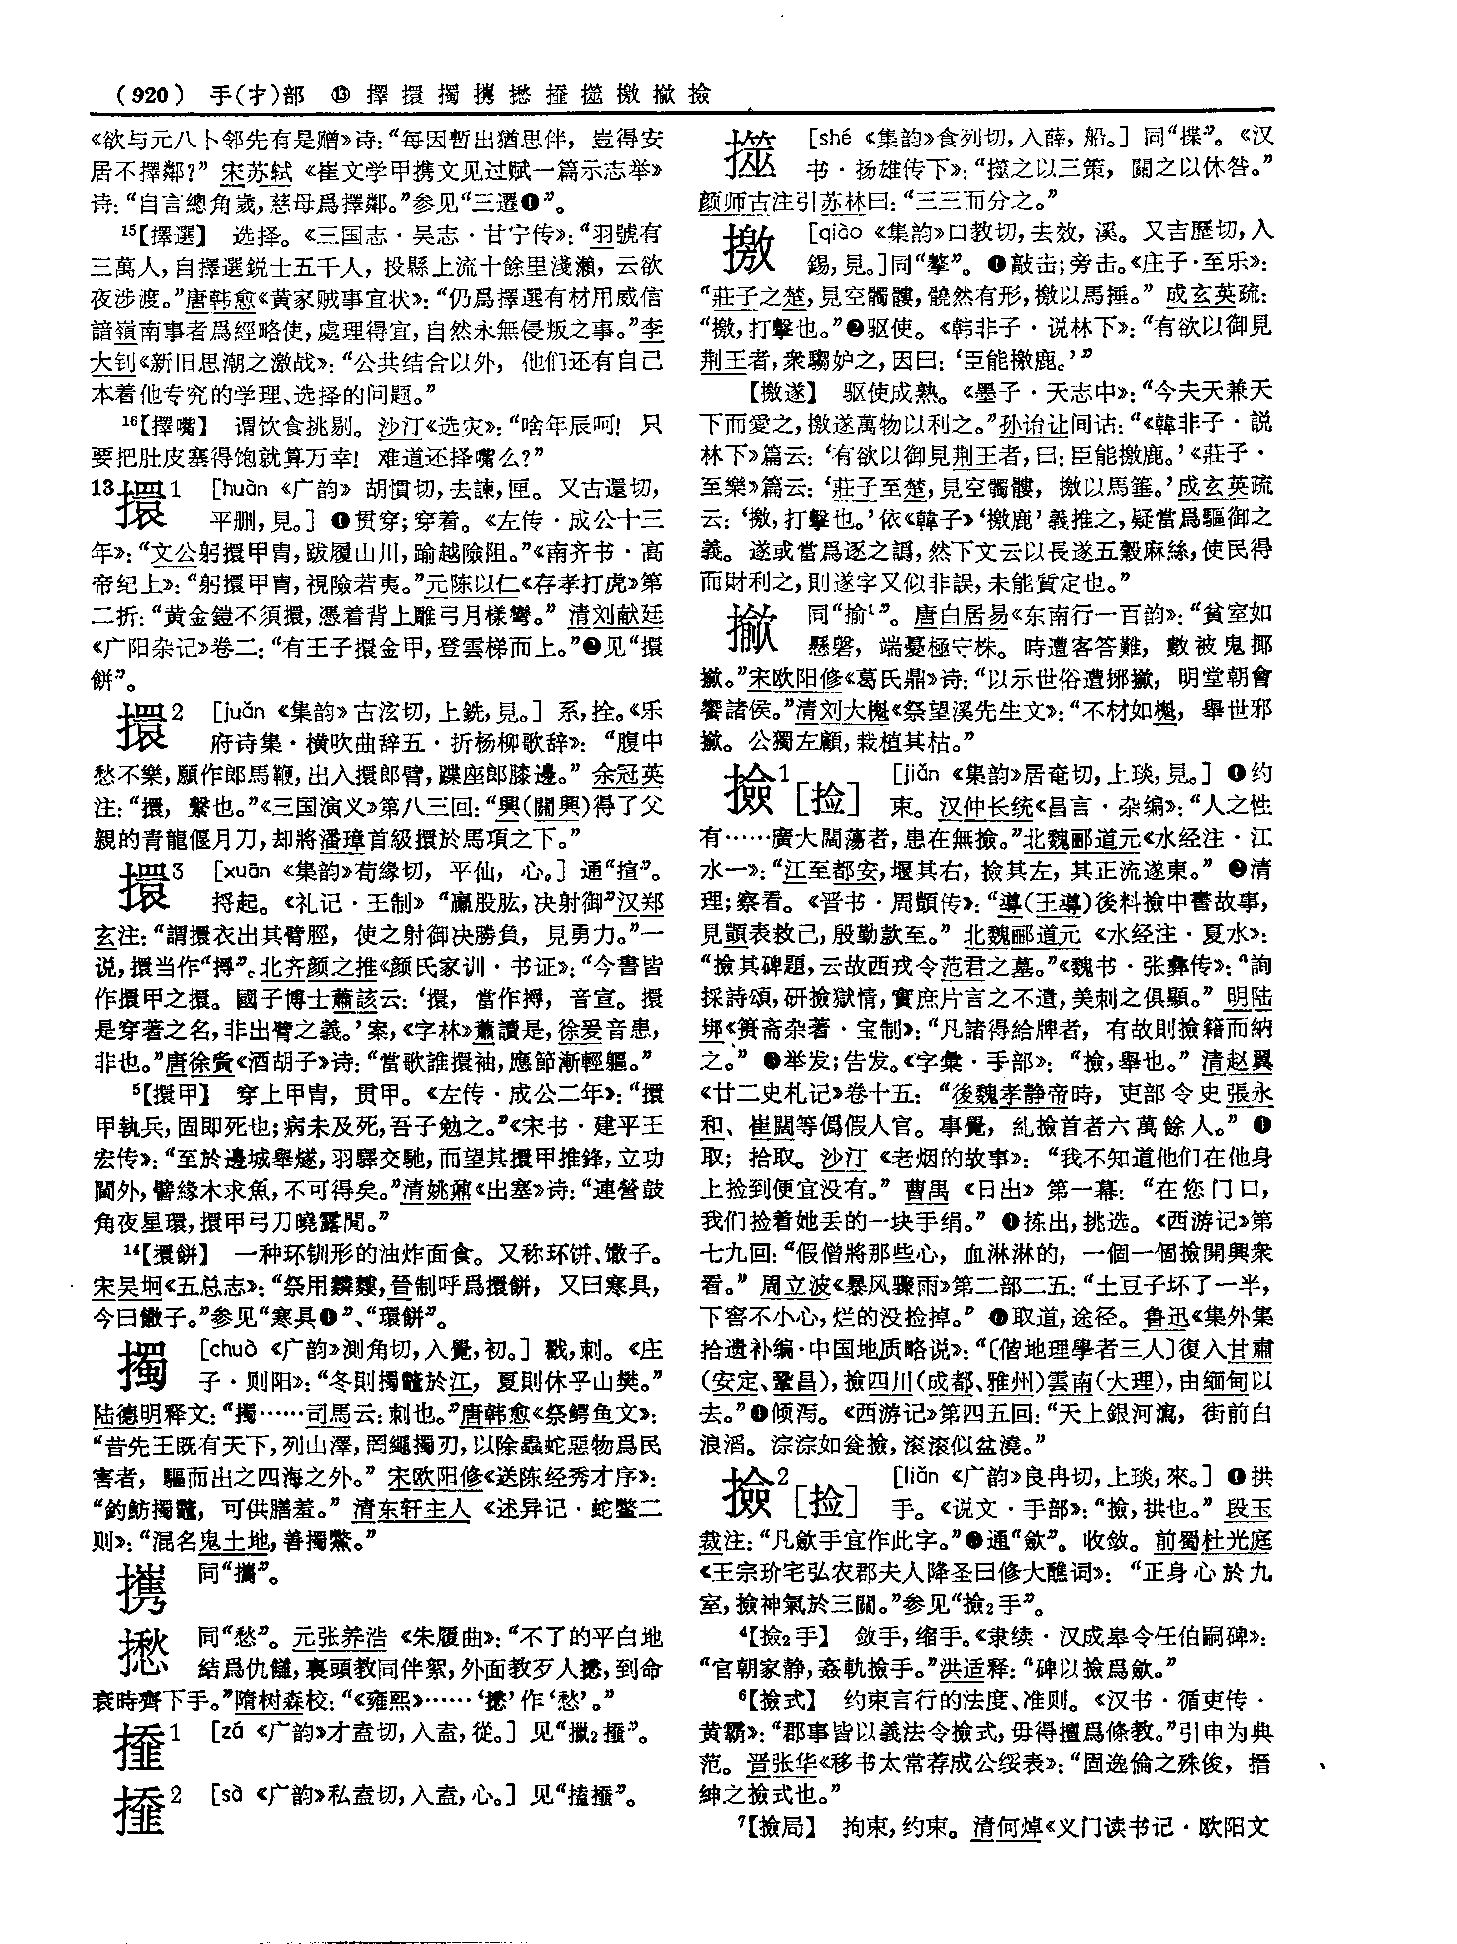 (920) 手(扌)部 ⑬ 擇擐擉擕㩌㩉㩐撽撳撿
《欲与元八卜邻先有是赠》诗:“每因暫出猶思伴，豈得安
居不擇鄰?”宋苏轼《崔文学甲携文见过赋一篇示志举》
诗:“自言總角歲，慈母爲擇鄰。”参见“三遷❶”。
15【擇選】 选择。《三国志·吴志·甘宁传》:“羽號有
三萬人，自擇選鋭士五千人，投縣上流十餘里淺瀨，云欲
夜涉渡。”唐韩愈《黄家贼事宜状》:“仍爲擇選有材用威信
諳嶺南事者爲經略使，處理得宜，自然永無侵叛之事。”李
大钊《新旧思潮之激战》:“公共结合以外，他们还有自己
本着他专究的学理、选择的问题。”
16【擇嘴】 谓饮食挑剔。沙汀《选灾》:“啥年辰呵! 只
要把肚皮塞得饱就算万幸! 难道还择嘴么?”
13擐1 [huàn《广韵》胡慣切，去諫，匣。又古還切，
平删，見。] ❶贯穿;穿着。《左传·成公十三
年》:“文公躬擐甲胄，跋履山川，踰越險阻。”《南齐书·高
帝纪上》:“躬擐甲胄，視險若夷。”元陈以仁《存孝打虎》第
二折:“黄金鎧不須擐，憑着背上雕弓月樣彎。”清刘献廷
《广阳杂记》卷二:“有王子擐金甲，登雲梯而上。”❷见“擐
餅”。
擐2 [juǎn《集韵》古泫切，上銑，見。] 系，拴。《乐
府诗集·横吹曲辞五·折杨柳歌辞》:“腹中
愁不樂，願作郎馬鞭，出入擐郎臂，蹀座郎膝邊。”余冠英
注:“擐，繫也。”《三国演义》第八三回:“興(關興)得了父
親的青龍偃月刀，却將潘璋首級擐於馬項之下。”
擐3 [xuān《集韵》荀缘切，平仙，心。] 通“揎”。
捋起。《礼记·王制》“臝股肱，决射御”汉郑
玄注:“謂擐衣出其臂脛，使之射御决勝負，見勇力。”一
说，擐当作“揎”。北齐颜之推《颜氏家训·书证》:“今書皆
作擐甲之擐。國子博士蕭該云:‘擐，當作揎，音宣。擐
是穿著之名，非出臂之義。’案，《字林》蕭讀是，徐爰音患，
非也。”唐徐夤《酒胡子》诗:“當歌誰擐袖，應節漸輕軀。”
5【擐甲】 穿上甲胄，贯甲。《左传·成公二年》:“擐
甲執兵，固即死也;病未及死，吾子勉之。”《宋书·建平王
宏传》:“至於邊城舉燧，羽驛交馳，而望其擐甲推鋒，立功
閫外，譬緣木求魚，不可得矣。”清姚鼐《出塞》诗:“連營鼓
角夜星環，擐甲弓刀曉露閒。”
14【擐餅】 一种环钏形的油炸面食。又称环饼、馓子。
宋吴坰《五总志》:“祭用，晉制呼爲擐餅，又曰寒具，
今曰饊子。”参见“寒具❶”、“環餅”。
擉 [chuò《广韵》测角切，入覺，初。] 戳，刺。《庄
子·则阳》:“冬則擉鼈於江，夏則休乎山樊。”
陆德明释文:“擉……司馬云:刺也。”唐韩愈《祭鳄鱼文》:
“昔先王既有天下，列山澤，罔繩擉刃，以除蟲蛇惡物爲民
害者，驅而出之四海之外。”宋欧阳修《送陈经秀才序》:
“釣魴擉鼈，可供膳羞。”清东轩主人《述异记·蛇鳖二
则》:“混名鬼土地，善擉鱉。”
擕 同“攜”。
㩌 同“愁”。元张养浩《朱履曲》:“不了的平白地
結爲仇讎，裏頭教同伴絮，外面教歹人，到命
衰時齊下手。”隋树森校:“《雍熙》……‘’作‘愁’。”
1 [zá《广韵》才盍切，入盍，從。] 见“擸2”。
2 [sà《广韵》私盍切，入盍，心。] 见“”。
[shé《集韵》食列切，入薛，船。] 同“揲”。《汉
书·扬雄传下》:“之以三策，關之以休咎。”
颜师古注引苏林曰:“三三而分之。”
撽 [qiào《集韵》口教切，去效，溪。又吉歷切，入
錫，見。]同“擊”。❶敲击;旁击。《庄子·至乐》:
“莊子之楚，見空髑髏，髐然有形，撽以馬捶。”成玄英疏:
“撽，打擊也。”❷驱使。《韩非子·说林下》:“有欲以御見
荆王者，衆騶妒之，因曰:‘臣能撽鹿。’”
【撽遂】 驱使成熟。《墨子·天志中》:“今夫天兼天
下而愛之，撽遂萬物以利之。”孙诒让间诂:“《韓非子·説
林下》篇云:‘有欲以御見荆王者，曰:臣能撽鹿。’《莊子·
至樂》篇云:‘莊子至楚，見空髑髏，撽以馬箠。’成玄英疏
云:‘撽，打擊也。’依《韓子》‘撽鹿’義推之，疑當爲驅御之
義。遂或當爲逐之譌，然下文云以長遂五穀麻絲，使民得
而財利之，則遂字又似非誤，未能質定也。”
同“揄1”。唐白居易《东南行一百韵》:“貧室如
懸磬，端憂極守株。時遭客答難，數被鬼揶
。”宋欧阳修《葛氏鼎》诗:“以示世俗遭揶，明堂朝會
饗諸侯。”清刘大櫆《祭望溪先生文》:“不材如櫆，舉世邪
。公獨左顧，栽植其枯。”
撿1 [捡] [jiǎn《集韵》居奄切，上琰，見。] ❶约
束。汉仲长统《昌言·杂编》:“人之性
有……廣大闊蕩者，患在無撿。”北魏郦道元《水经注·江
水一》:“江至都安，堰其右，撿其左，其正流遂東。” ❷清
理;察看。《晋书·周顗传》:“導(王導)後料撿中書故事，
見顗表救己，殷勤款至。”北魏郦道元《水经注·夏水》:
“撿其碑題，云故西戎令范君之墓。”《魏书·张彝传》:“詢
採詩頌，研撿獄情，實庶片言之不遺，美刺之俱顯。”明陆
垹《篢斋杂著·宝制》:“凡諸得給牌者，有故則撿籍而納
之。” ❸举发;告发。《字彙·手部》:“撿，舉也。”清赵翼
《廿二史札记》卷十五:“後魏孝静帝時，吏部令史張永
和、崔闊等僞假人官。事覺，糺撿首者六萬餘人。” ❹
取;拾取。沙汀《老烟的故事》:“我不知道他们在他身
上捡到便宜没有。”曹禺《日出》第一幕:“在您门口，
我们捡着她丢的一块手绢。” ❺拣出，挑选。《西游记》第
七九回:“假僧將那些心，血淋淋的，一個一個撿開與衆
看。”周立波《暴风骤雨》第二部二五:“土豆子坏了一半，
下窖不小心，烂的没捡掉。” ❻取道，途径。鲁迅《集外集
拾遗补编·中国地质略说》:“〔偕地理學者三人〕復入甘肅
(安定、鞏昌)，撿四川(成都、雅州)雲南(大理)，由緬甸以
去。”❼倾泻。《西游记》第四五回:“天上銀河瀉，街前白
浪滔。淙淙如瓮撿，滚滚似盆澆。”
撿2 [捡] [liǎn《广韵》良冉切，上琰，來。] ❶拱
手。《说文·手部》:“撿，拱也。”段玉
裁注:“凡斂手宜作此字。”❷通“斂”。收敛。前蜀杜光庭
《王宗玠宅弘农郡夫人降圣日修大醮词》:“正身心於九
室，撿神氣於三關。”参见“撿2手”。
4【撿2手】 敛手，缩手。《隶续·汉成皋令任伯嗣碑》:
“官朝家静，姦軌撿手。”洪适释:“碑以撿爲斂。”
6【撿式】 约束言行的法度、准则。《汉书·循吏传·
黄霸》:“郡事皆以義法令撿式，毋得擅爲條教。”引申为典
范。晋张华《移书太常荐成公绥表》:“固逸倫之殊俊，搢
紳之撿式也。”
7【撿局】 拘束，约束。清何焯《义门读书记·欧阳文